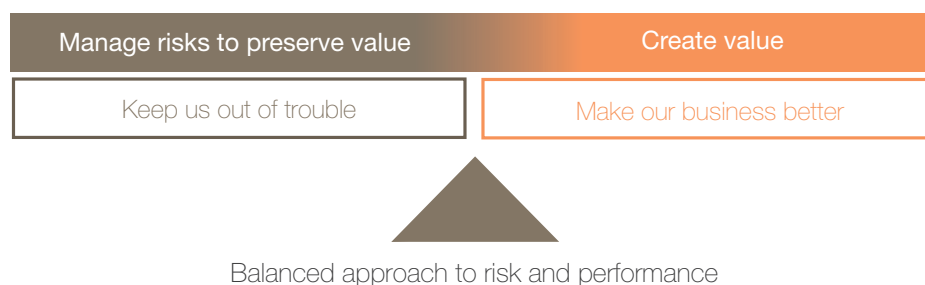 Manage risks to preserve value
Create value
Keep us out of trouble
Make our business better
Balanced approach to risk and performance